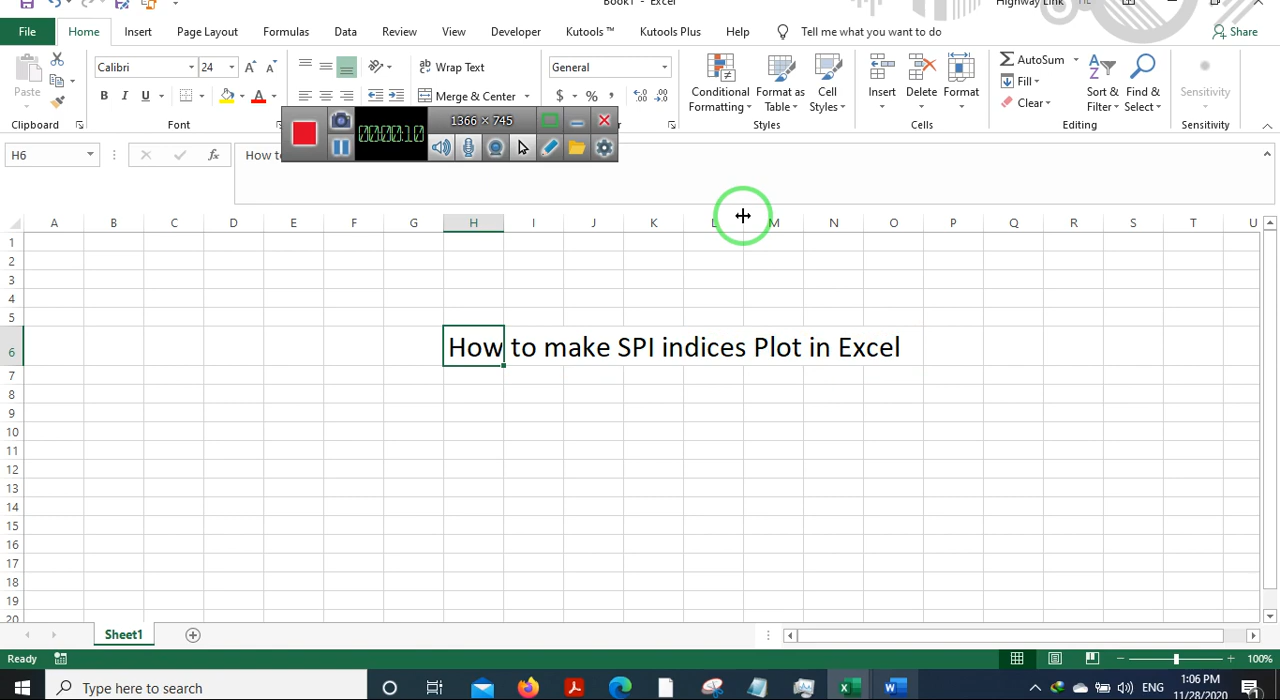 Book1 - Excel
Highway Link
File Home Insert Page Layout Formulas Data Review View Developer Kutools ™ Kutools Plus Help Tell me what you want to do Share
Paste
Calibri 24
Wrap Text
General
B I U
Merge & Center
$ % ,
Conditional Formatting
Format as Table
Cell Styles
Insert Delete Format
AutoSum
Fill
Clear
Sort & Filter
Find & Select
Sensitivity
Clipboard Font Styles Cells Editing Sensitivity
1366 × 745
000010
H6
fx
How to
A B C D E F G H I J K L M N O P Q R S T U
1
2
3
4
5
6 How to make SPI indices Plot in Excel
7
8
9
10
11
12
13
14
15
16
17
18
19
20
Sheet1
Ready
100%
Type here to search
ENG
1:06 PM
11/28/2020